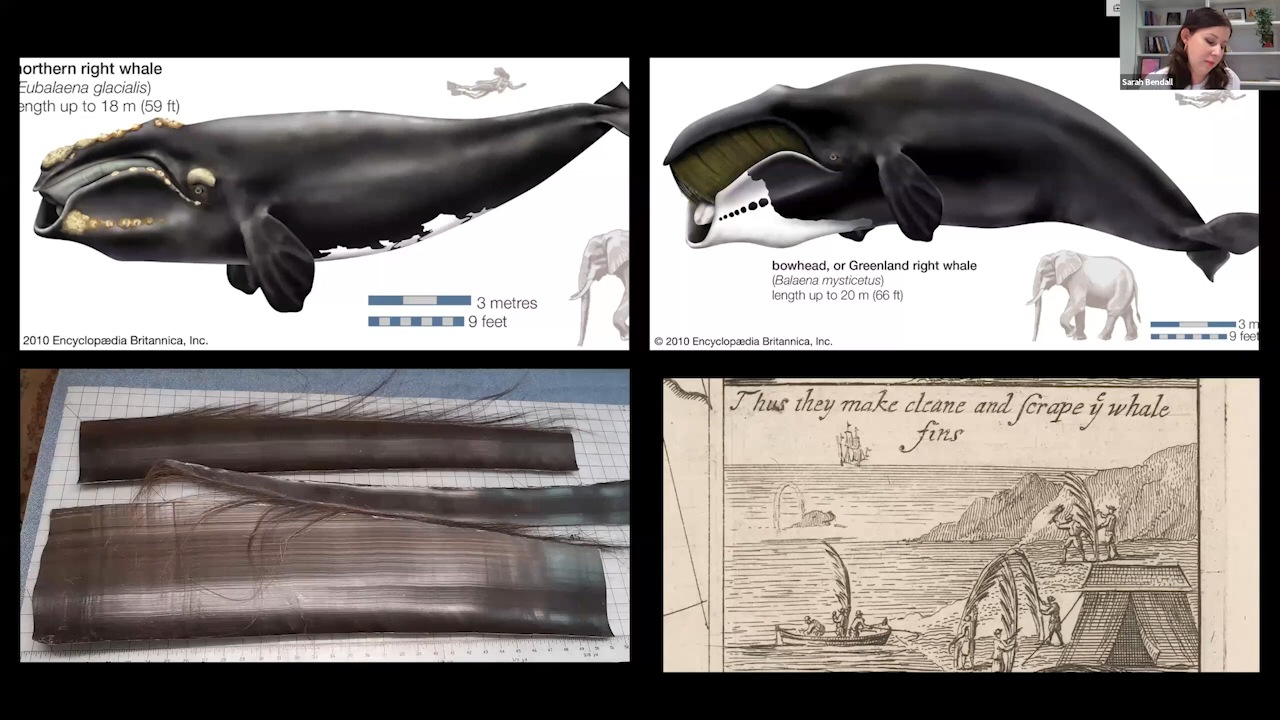 northern right whale
(Eubalaena glacialis)
ength up to 18 m (59 ft)
3 metres
9 feet
2010 Encyclopædia Britannica, Inc.
Sarah Bendall
bowhead, or Greenland right whale
(Balaena mysticetus)
length up to 20 m (66 ft)
3 m
9 feet
© 2010 Encyclopædia Britannica, Inc.
Thus they make cleane and ſcrape yͤ whale
fins